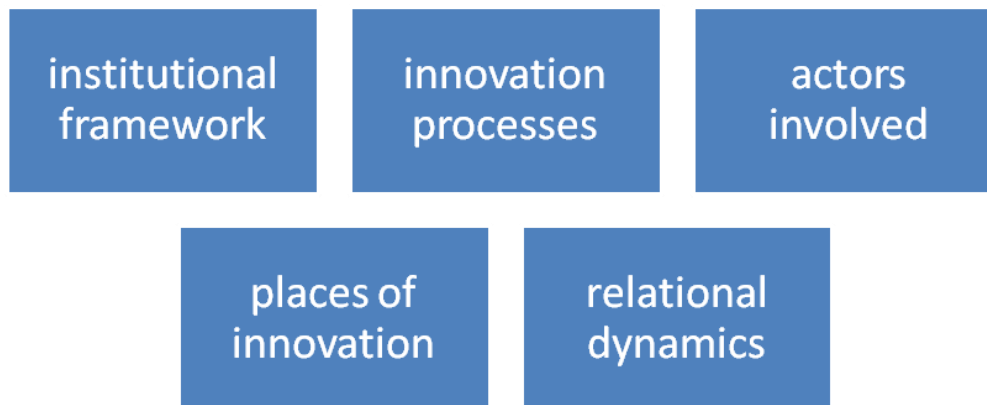 institutional
framework
innovation
processes
actors
involved
places of
innovation
relational
dynamics